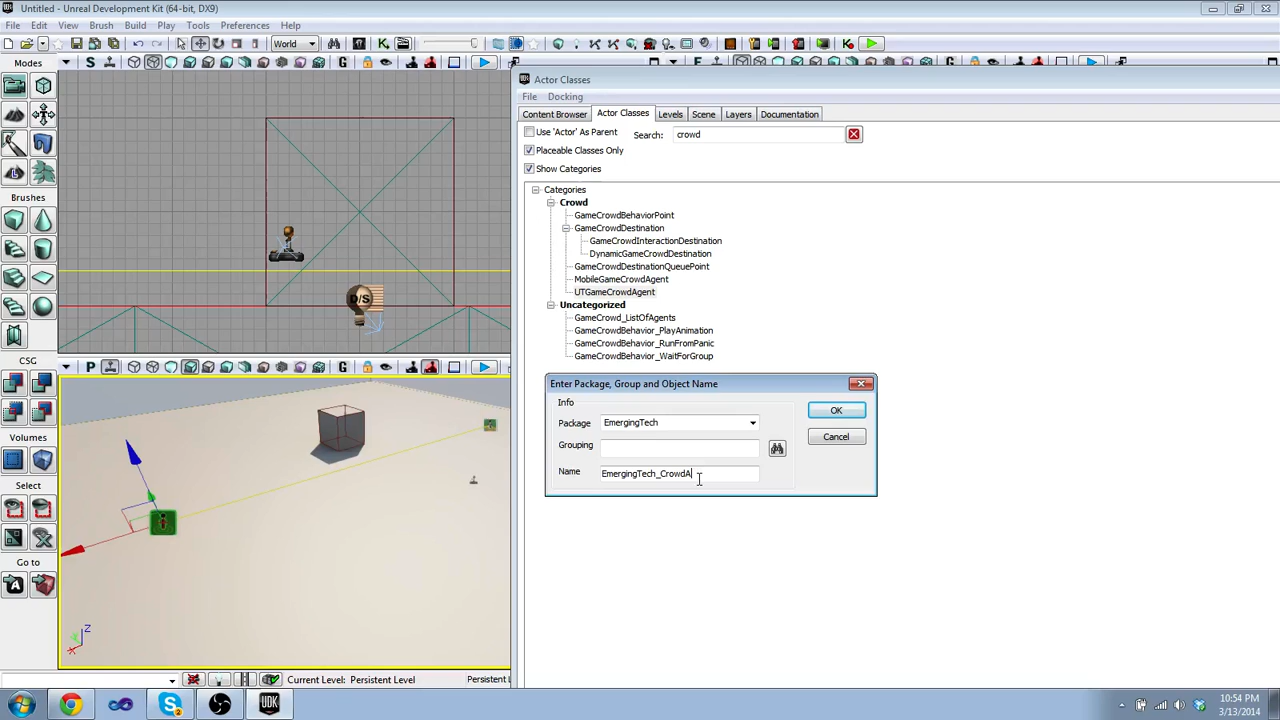 Untitled - Unreal Development Kit (64-bit, DX9)
File Edit View Brush Build Play Tools Preferences Help
World
Modes
S
G
Brushes
D/S
CSG
P
G
Volumes
Select
Go to
Z
X
Current Level: Persistent Level
Persistent L
Actor Classes
File Docking
Content Browser Actor Classes Levels Scene Layers Documentation
Use 'Actor' As Parent Search: crowd
Placeable Classes Only
Show Categories
Categories
Crowd
GameCrowdBehaviorPoint
GameCrowdDestination
GameCrowdInteractionDestination
DynamicGameCrowdDestination
GameCrowdDestinationQueuePoint
MobileGameCrowdAgent
UTGameCrowdAgent
Uncategorized
GameCrowd_ListOfAgents
GameCrowdBehavior_PlayAnimation
GameCrowdBehavior_RunFromPanic
GameCrowdBehavior_WaitForGroup
Enter Package, Group and Object Name
Info
Package EmergingTech
Grouping
Name EmergingTech_CrowdA
OK
Cancel
UDK
10:54 PM
3/13/2014